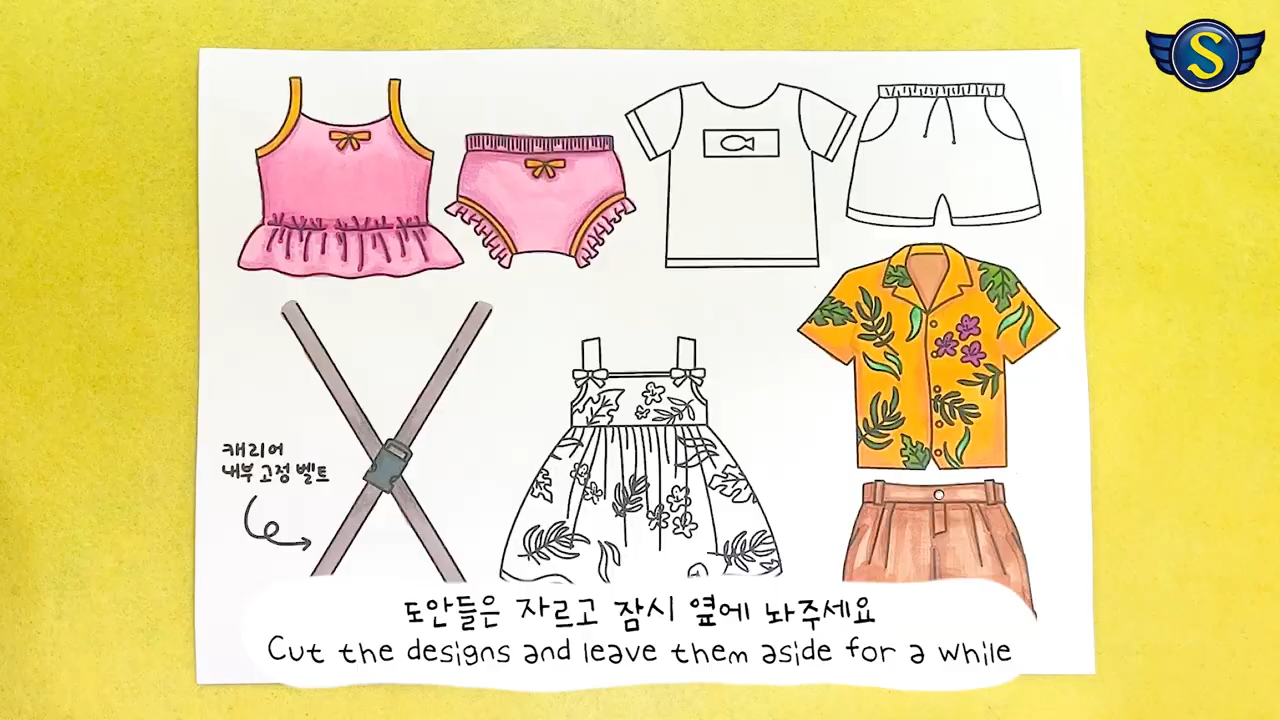 S
캐리어
내부 고정 벨트
도안들은 자르고 잠시 옆에 놔주세요
Cut the designs and leave them aside for a while